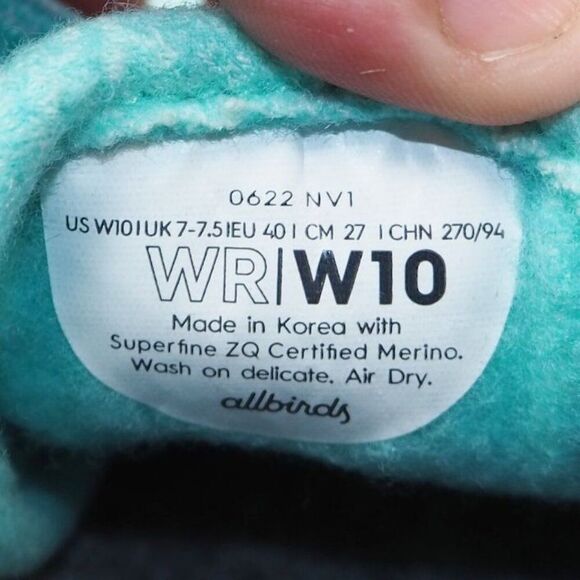 0622 NV1
US W10 | UK 7-7.5 | EU 40 | CM 27 | CHN 270/94
WR|W10
Made in Korea with
Superfine ZQ Certified Merino.
Wash on delicate. Air Dry.
allbirds